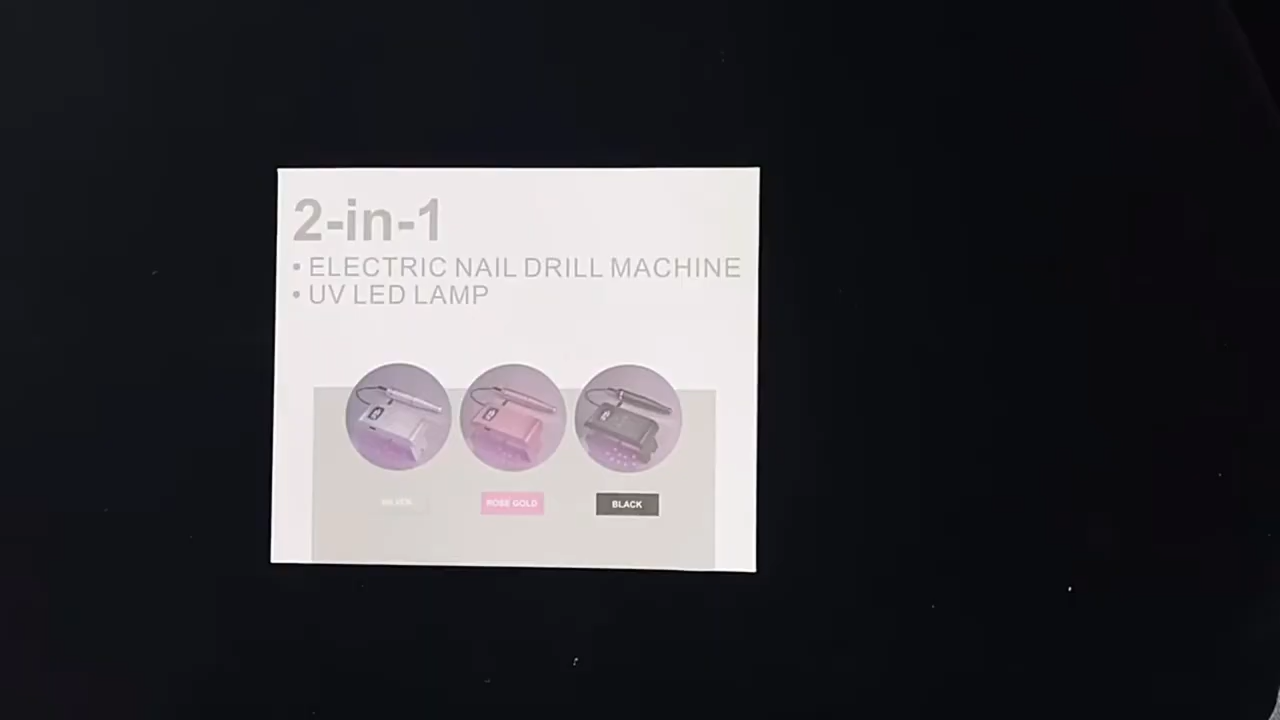 2-in-1
• ELECTRIC NAIL DRILL MACHINE
• UV LED LAMP
ROSE GOLD
BLACK